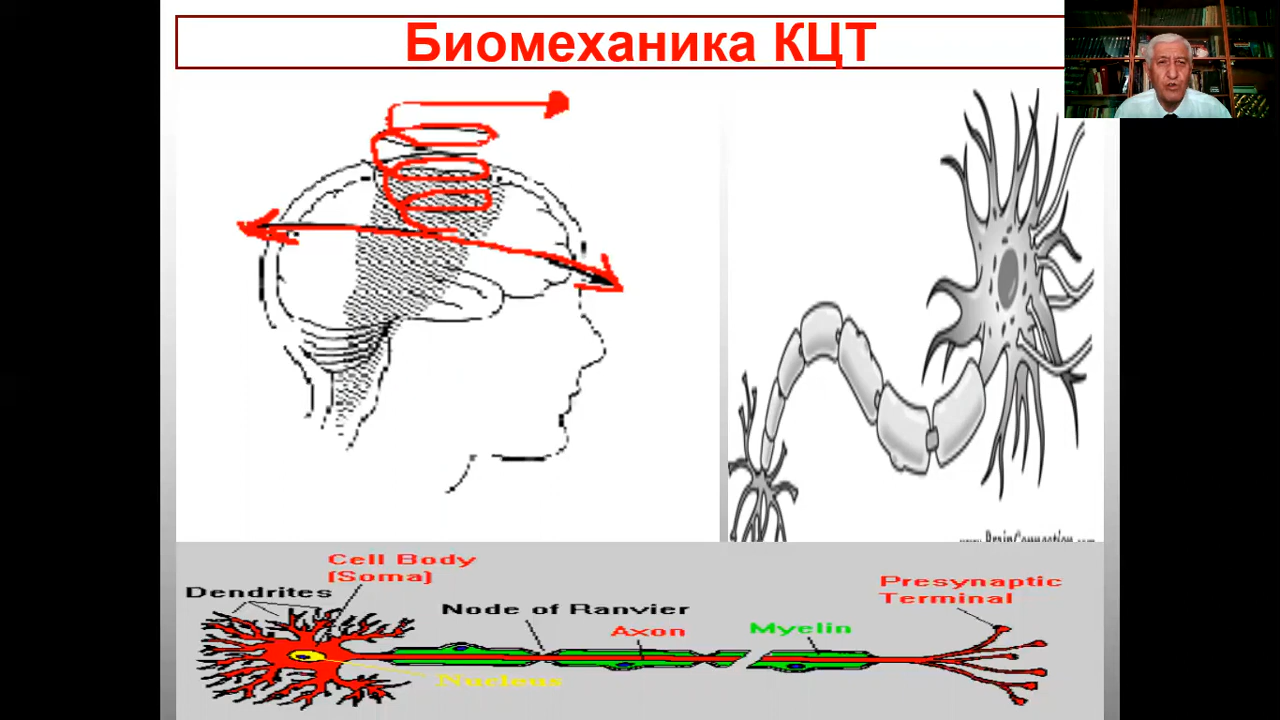 Биомеханика КЦТ
Cell Body
(Soma)
Dendrites
Node of Ranvier
Axon
Myelin
Presynaptic
Terminal
Nucleus